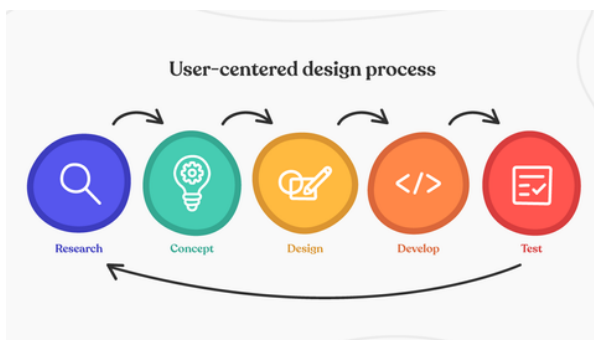 User-centered design process
Research
Concept
Design
Develop
Test